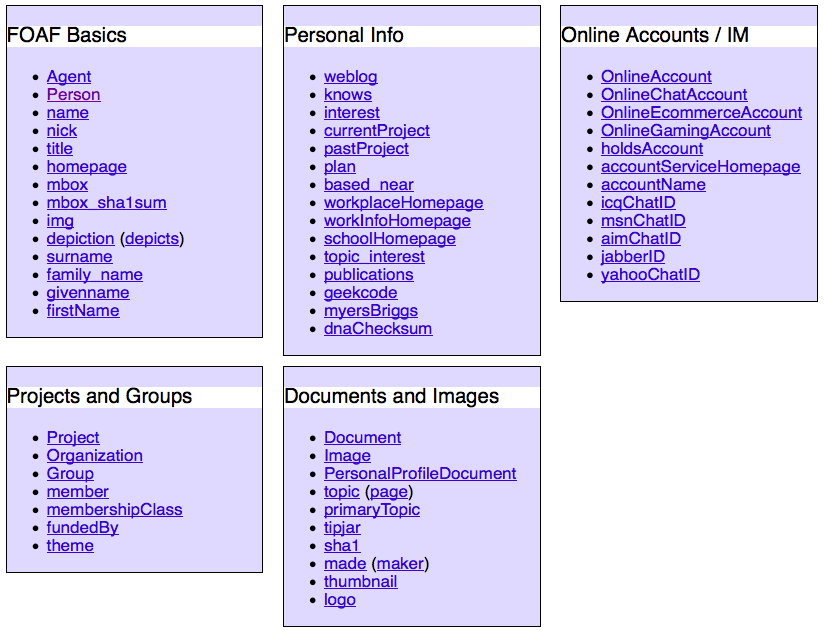 FOAF Basics
Agent
Person
name
nick
title
homepage
mbox
mbox_sha1sum
img
depiction (depicts)
surname
family_name
givenname
firstName
Personal Info
weblog
knows
interest
currentProject
pastProject
plan
based_near
workplaceHomepage
workInfoHomepage
schoolHomepage
topic_interest
publications
geekcode
myersBriggs
dnaChecksum
Online Accounts / IM
OnlineAccount
OnlineChatAccount
OnlineEcommerceAccount
OnlineGamingAccount
holdsAccount
accountServiceHomepage
accountName
icqChatID
msnChatID
aimChatID
jabberID
yahooChatID
Projects and Groups
Project
Organization
Group
member
membershipClass
fundedBy
theme
Documents and Images
Document
Image
PersonalProfileDocument
topic (page)
primaryTopic
tipjar
sha1
made (maker)
thumbnail
logo